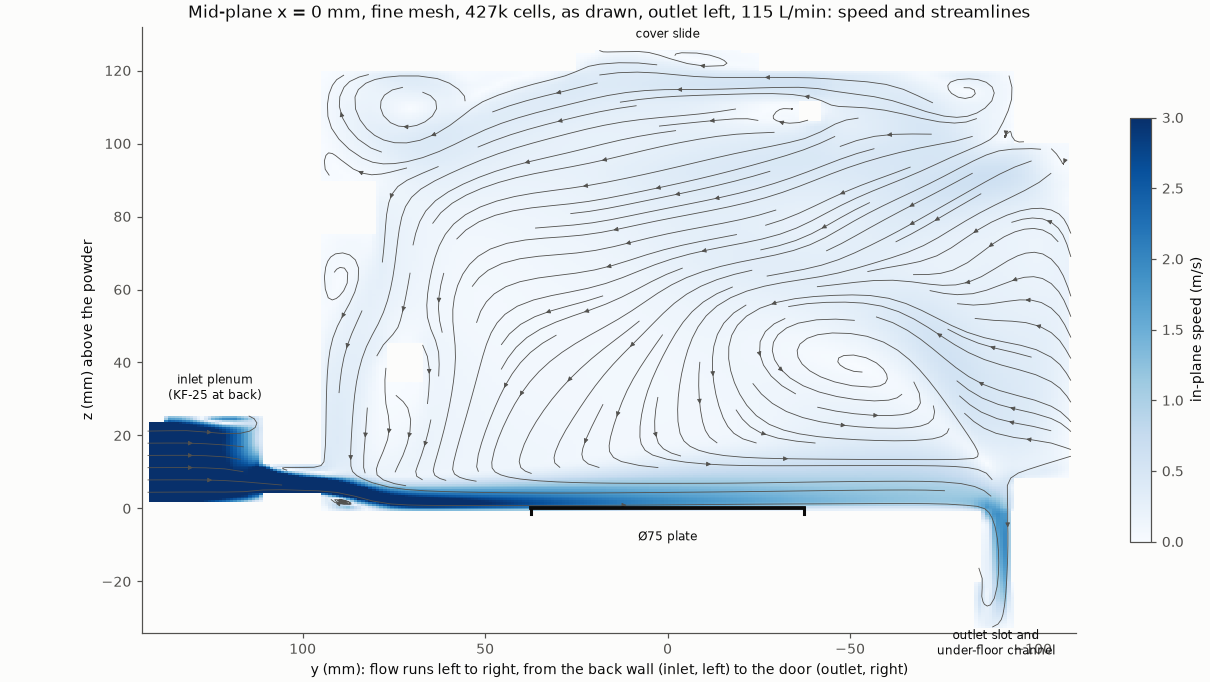 Mid-plane x = 0 mm, fine mesh, 427k cells, as drawn, outlet left, 115 L/min: speed and streamlines
cover slide
120
100
80
60
40
20
0
−20
z (mm) above the powder
inlet plenum
(KF-25 at back)
Ø75 plate
outlet slot and
under-floor channel
100
50
0
−50
−100
y (mm): flow runs left to right, from the back wall (inlet, left) to the door (outlet, right)
3.0
2.5
2.0
1.5
1.0
0.5
0.0
in-plane speed (m/s)